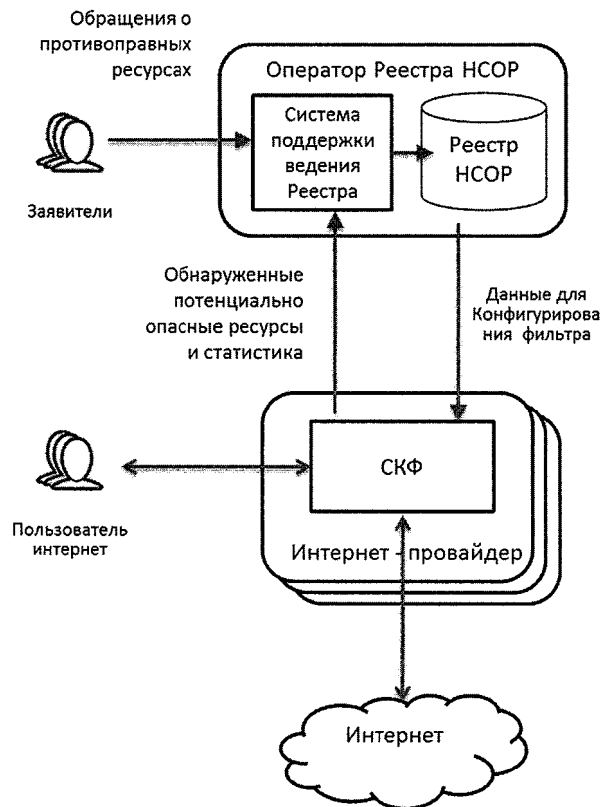 Обращения о
противоправных
ресурсах
Оператор Реестра НСОР
Система
поддержки
ведения
Реестра
Реестр
НСОР
Заявители
Обнаруженные
потенциально
опасные ресурсы
и статистика
Данные для
Конфигурирова
ния фильтра
СКФ
Пользователь
интернет
Интернет - провайдер
Интернет